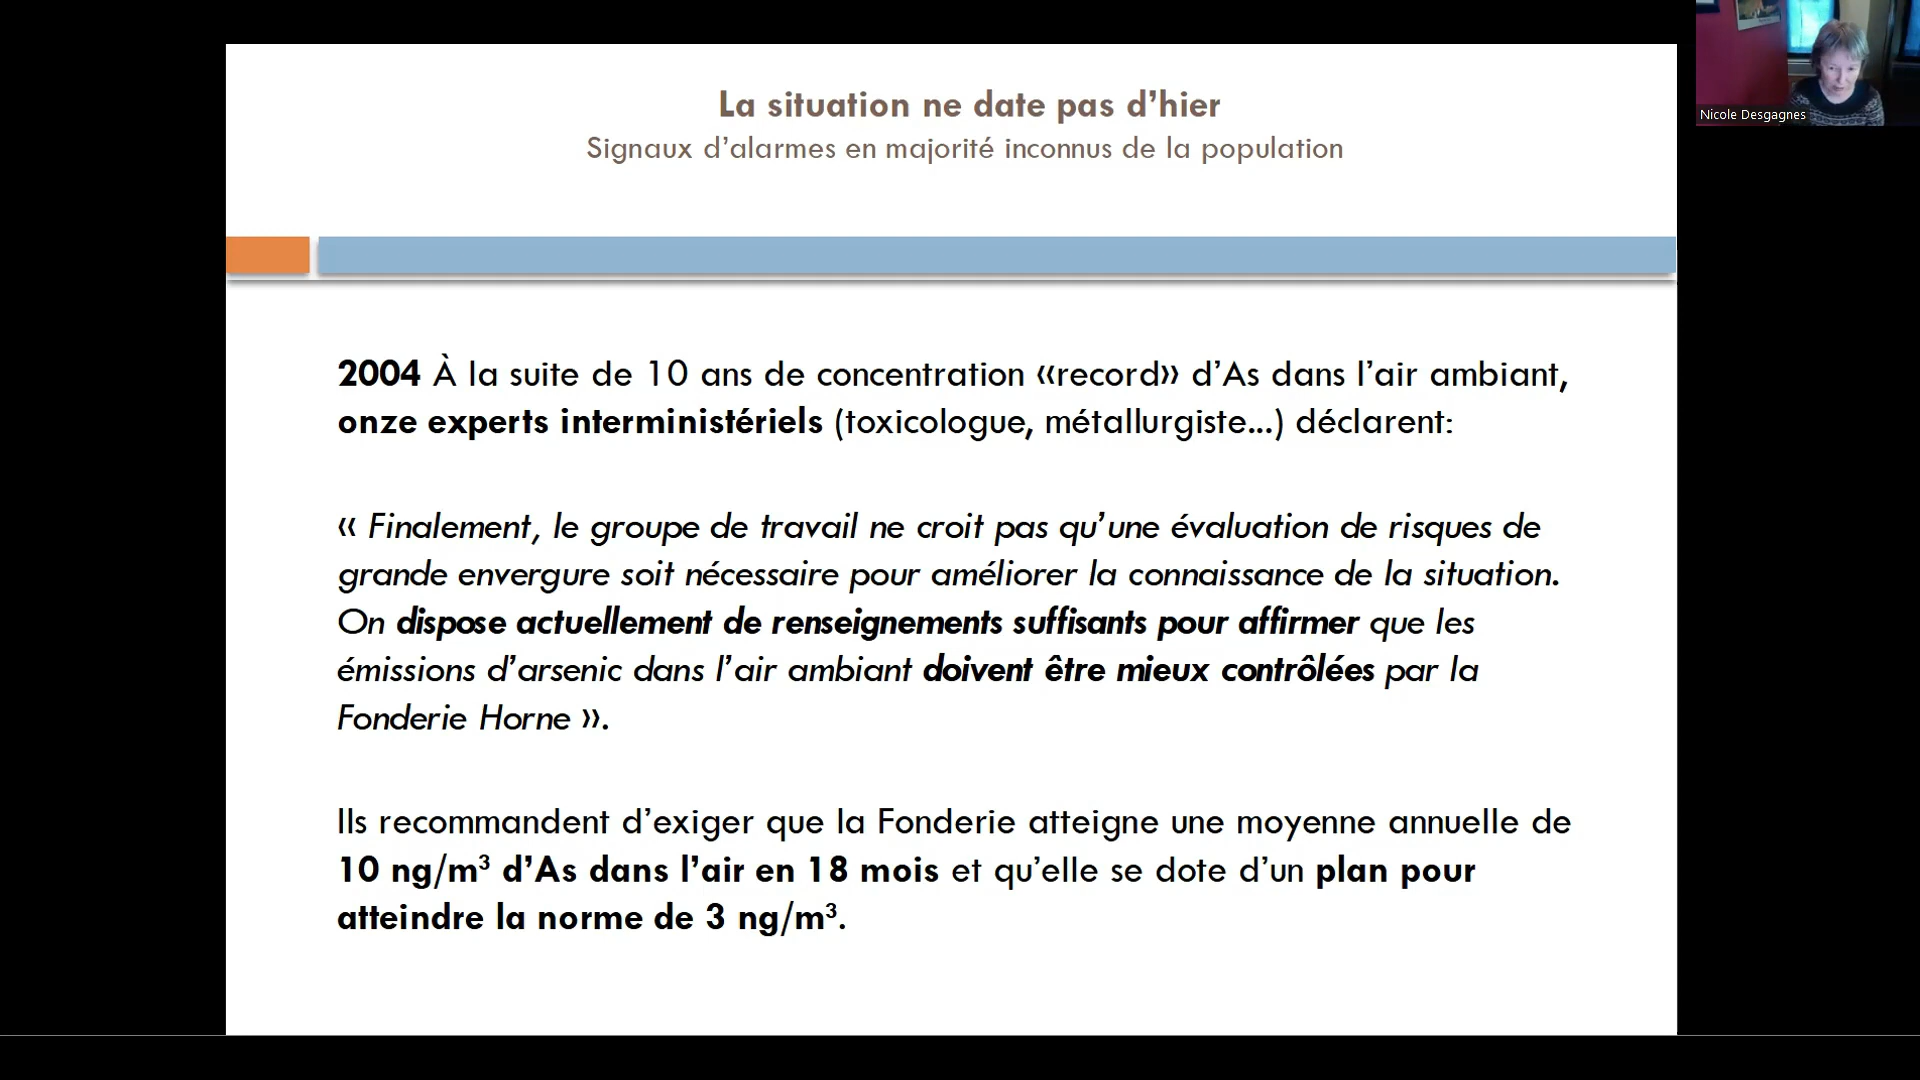 La situation ne date pas d’hier
Signaux d’alarmes en majorité inconnus de la population
Nicole Desgagnes
2004 À la suite de 10 ans de concentration «record» d’As dans l’air ambiant,
onze experts interministériels (toxicologue, métallurgiste...) déclarent:
« Finalement, le groupe de travail ne croit pas qu’une évaluation de risques de
grande envergure soit nécessaire pour améliorer la connaissance de la situation.
On dispose actuellement de renseignements suffisants pour affirmer que les
émissions d’arsenic dans l’air ambiant doivent être mieux contrôlées par la
Fonderie Horne ».
Ils recommandent d’exiger que la Fonderie atteigne une moyenne annuelle de
10 ng/m³ d’As dans l’air en 18 mois et qu’elle se dote d’un plan pour
atteindre la norme de 3 ng/m³.